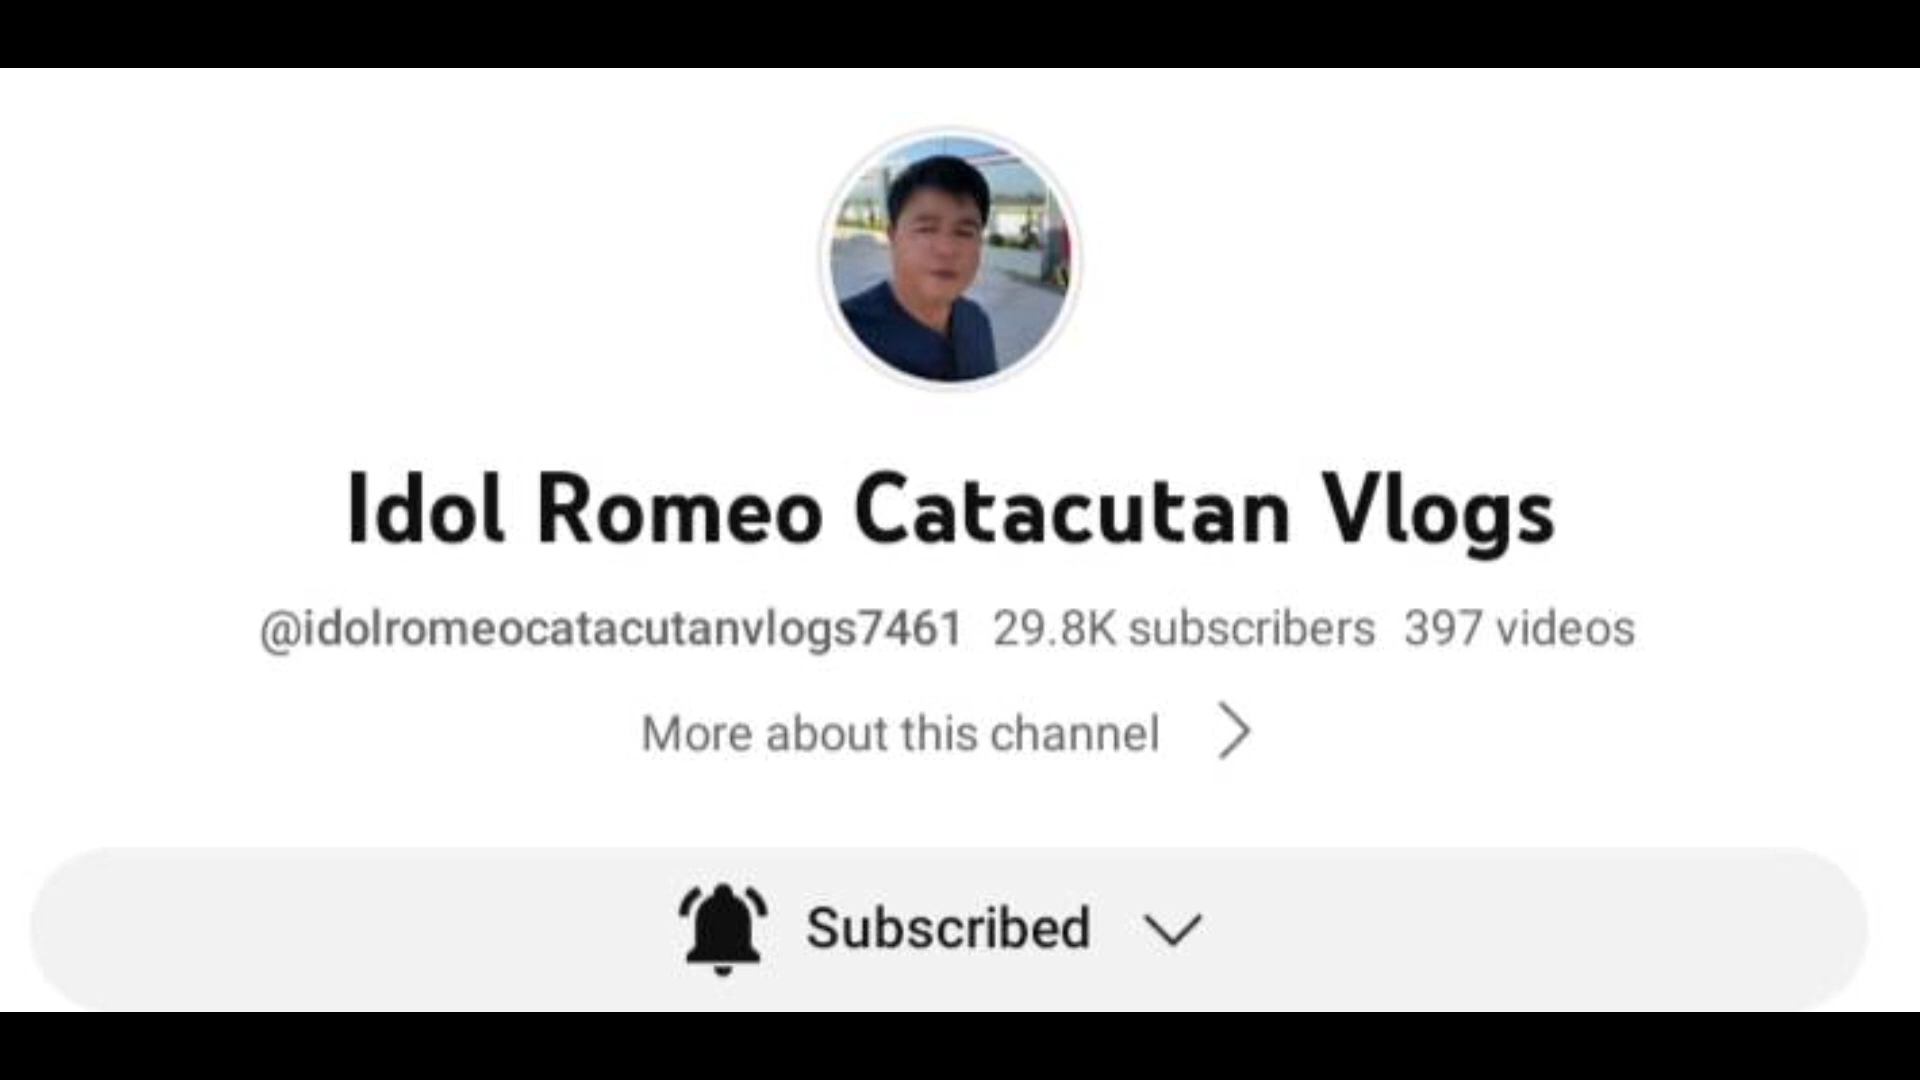 Idol Romeo Catacutan Vlogs
@idolromeocatacutanvlogs7461 29.8K subscribers 397 videos
More about this channel
Subscribed